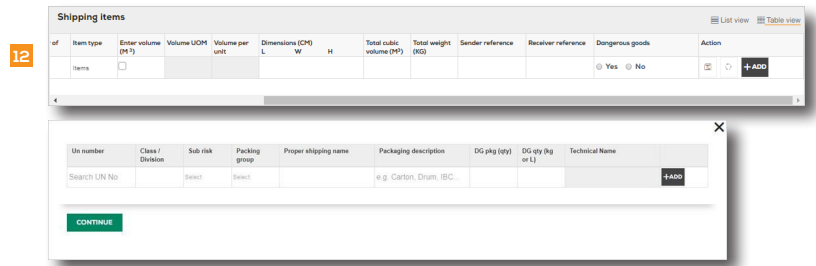 Shipping items
List view Table view
12
of Item type Enter volume (M³) Volume UOM Volume per unit Dimensions (CM) L W H Total cubic volume (M³) Total weight (KG) Sender reference Receiver reference Dangerous goods Action
Items Yes No +ADD
Un number Class / Division Sub risk Packing group Proper shipping name Packaging description DG pkg (qty) DG qty (kg or L) Technical Name
Search UN No Select Select e.g. Carton, Drum, IBC... +ADD
CONTINUE